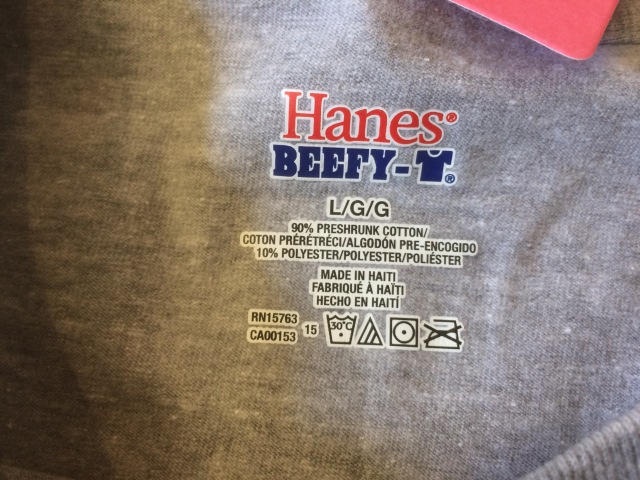 Hanes®
BEEFY-T®
L/G/G
90% PRESHRUNK COTTON/
COTON PRÉRÉTRÉCI/ALGODÓN PRE-ENCOGIDO
10% POLYESTER/POLYESTER/POLIÉSTER
MADE IN HAITI
FABRIQUÉ À HAÏTI
HECHO EN HAITÍ
RN15763
CA00153
15
30°C